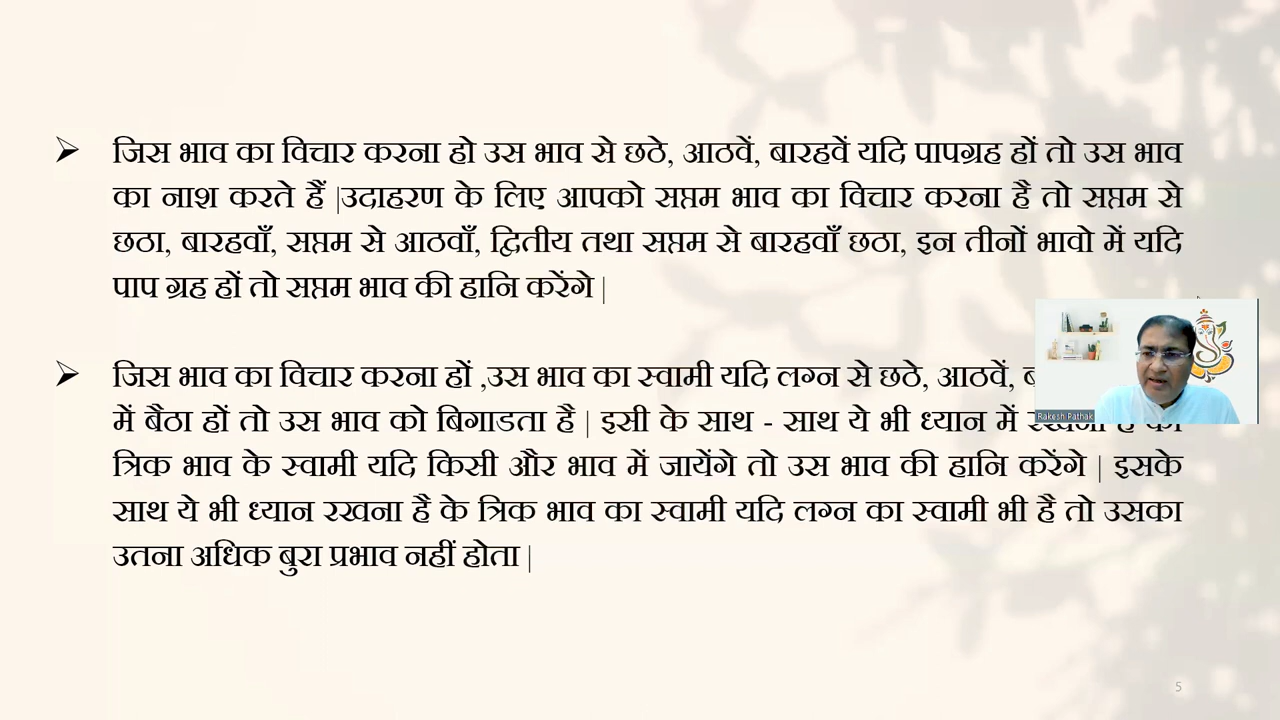 ➢ जिस भाव का विचार करना हो उस भाव से छठे, आठवें, बारहवें यदि पापग्रह हों तो उस भाव
का नाश करते हैं |उदाहरण के लिए आपको सप्तम भाव का विचार करना है तो सप्तम से
छठा, बारहवाँ, सप्तम से आठवाँ, द्वितीय तथा सप्तम से बारहवाँ छठा, इन तीनों भावो में यदि
पाप ग्रह हों तो सप्तम भाव की हानि करेंगे |
➢ जिस भाव का विचार करना हों ,उस भाव का स्वामी यदि लग्न से छठे, आठवें,
में बैठा हों तो उस भाव को बिगाडता है | इसी के साथ - साथ ये भी ध्यान में
त्रिक भाव के स्वामी यदि किसी और भाव में जायेंगे तो उस भाव की हानि करेंगे | इसके
साथ ये भी ध्यान रखना है के त्रिक भाव का स्वामी यदि लग्न का स्वामी भी है तो उसका
उतना अधिक बुरा प्रभाव नहीं होता |
Rakesh Pathak
5